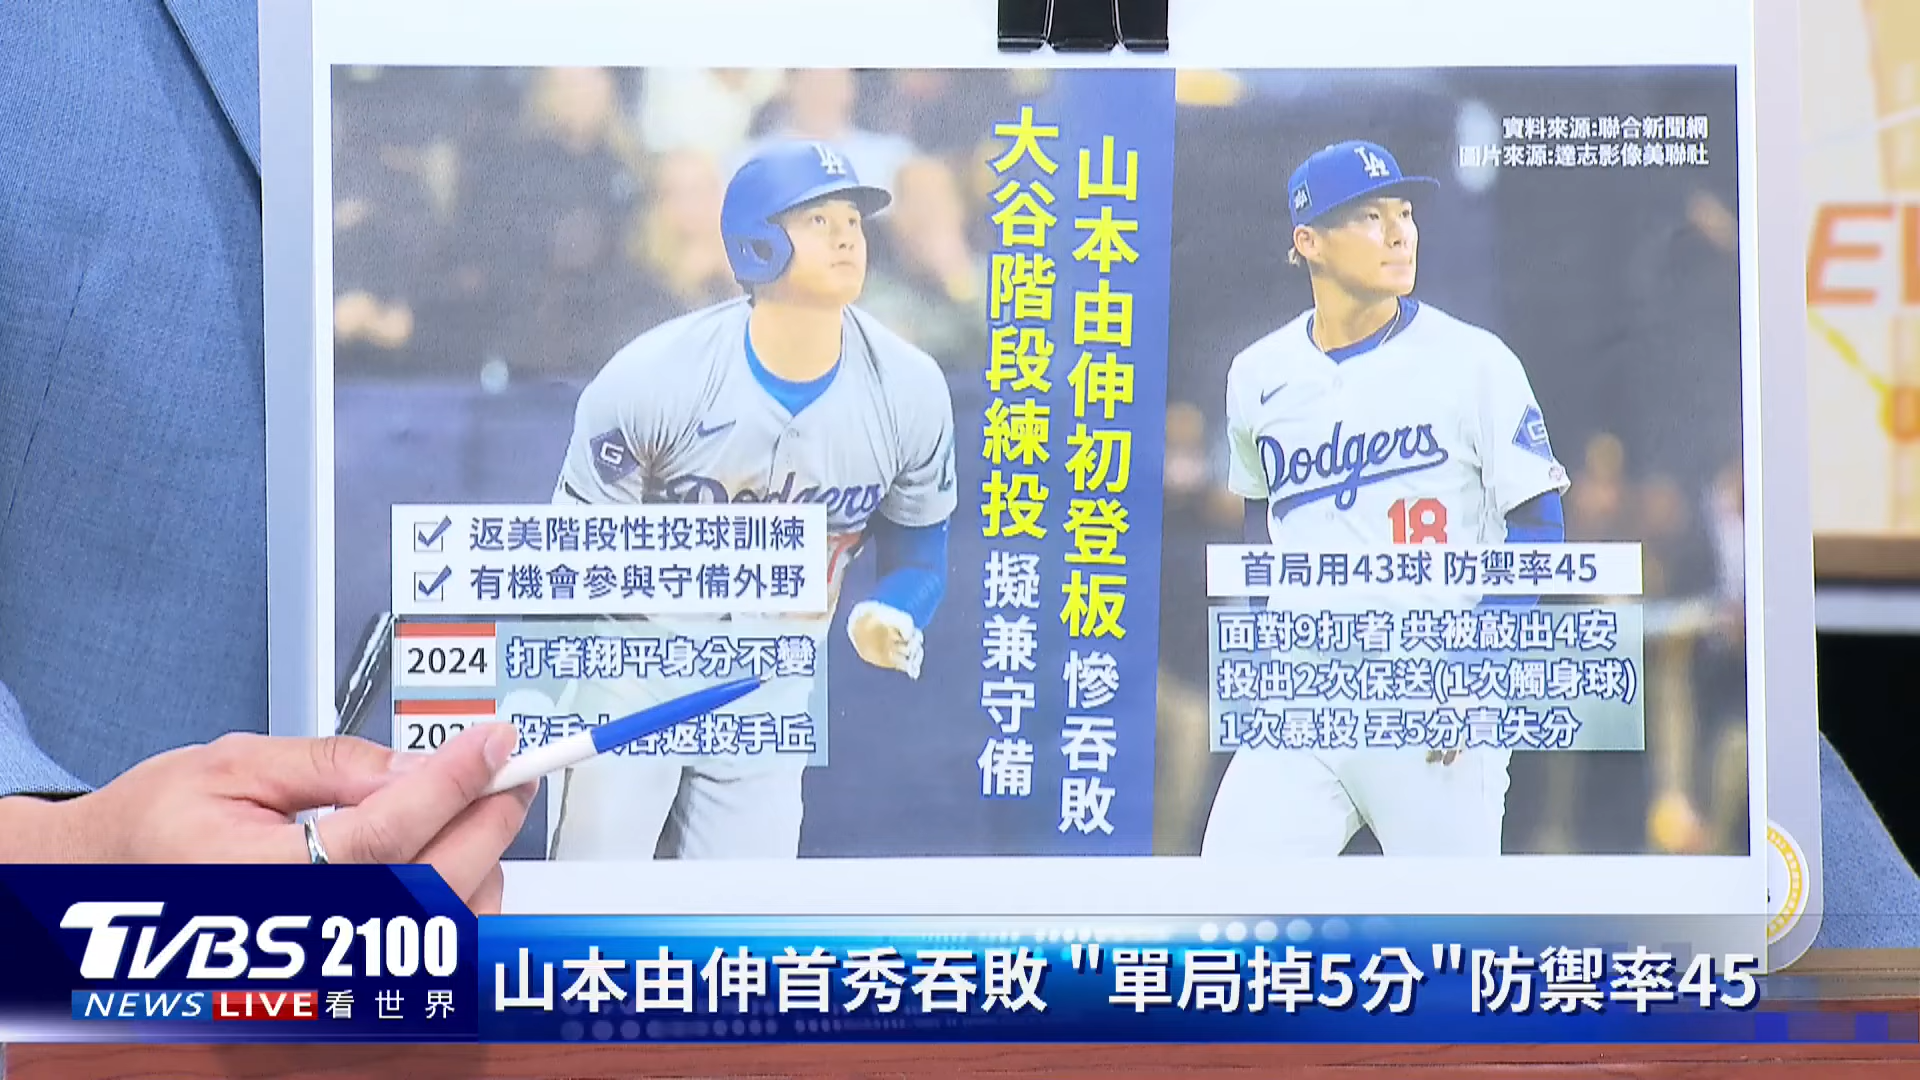 資料來源:聯合新聞網
圖片來源:達志影像美聯社
山本由伸初登板 慘吞敗
大谷階段練投 擬兼守備
LA
LA
G
G
Dodgers
Dodgers
18
返美階段性投球訓練
有機會參與守備外野
2024 打者翔平身分不變
返投手丘
首局用43球 防禦率45
面對9打者 共被敲出4安
投出2次保送(1次觸身球)
1次暴投 丟5分責失分
TVBS 2100
NEWS LIVE 看世界
山本由伸首秀吞敗 "單局掉5分"防禦率45